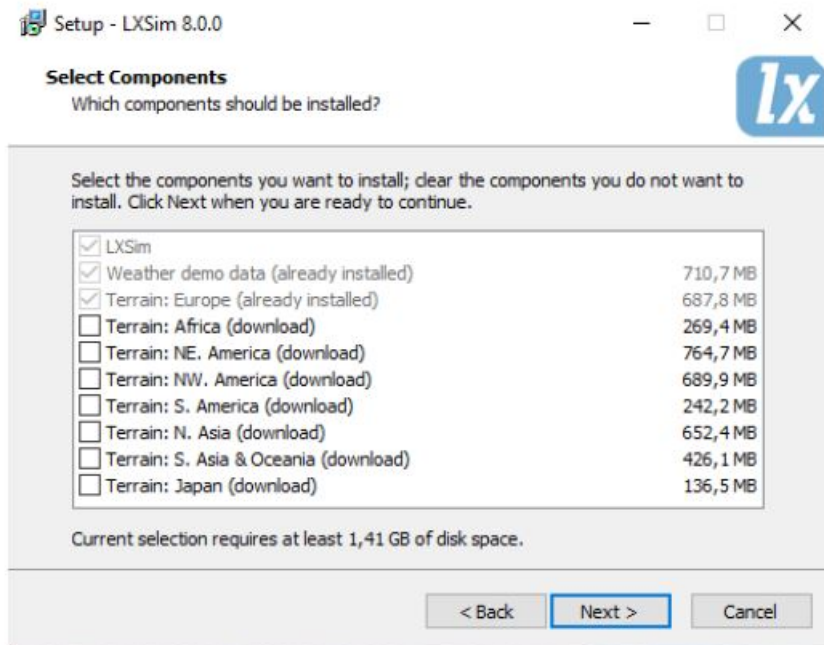 Setup - LXSim 8.0.0
Select Components
Which components should be installed?
lx
Select the components you want to install; clear the components you do not want to
install. Click Next when you are ready to continue.
LXSim
Weather demo data (already installed) 710,7 MB
Terrain: Europe (already installed) 687,8 MB
Terrain: Africa (download) 269,4 MB
Terrain: NE. America (download) 764,7 MB
Terrain: NW. America (download) 689,9 MB
Terrain: S. America (download) 242,2 MB
Terrain: N. Asia (download) 652,4 MB
Terrain: S. Asia & Oceania (download) 426,1 MB
Terrain: Japan (download) 136,5 MB
Current selection requires at least 1,41 GB of disk space.
< Back Next > Cancel